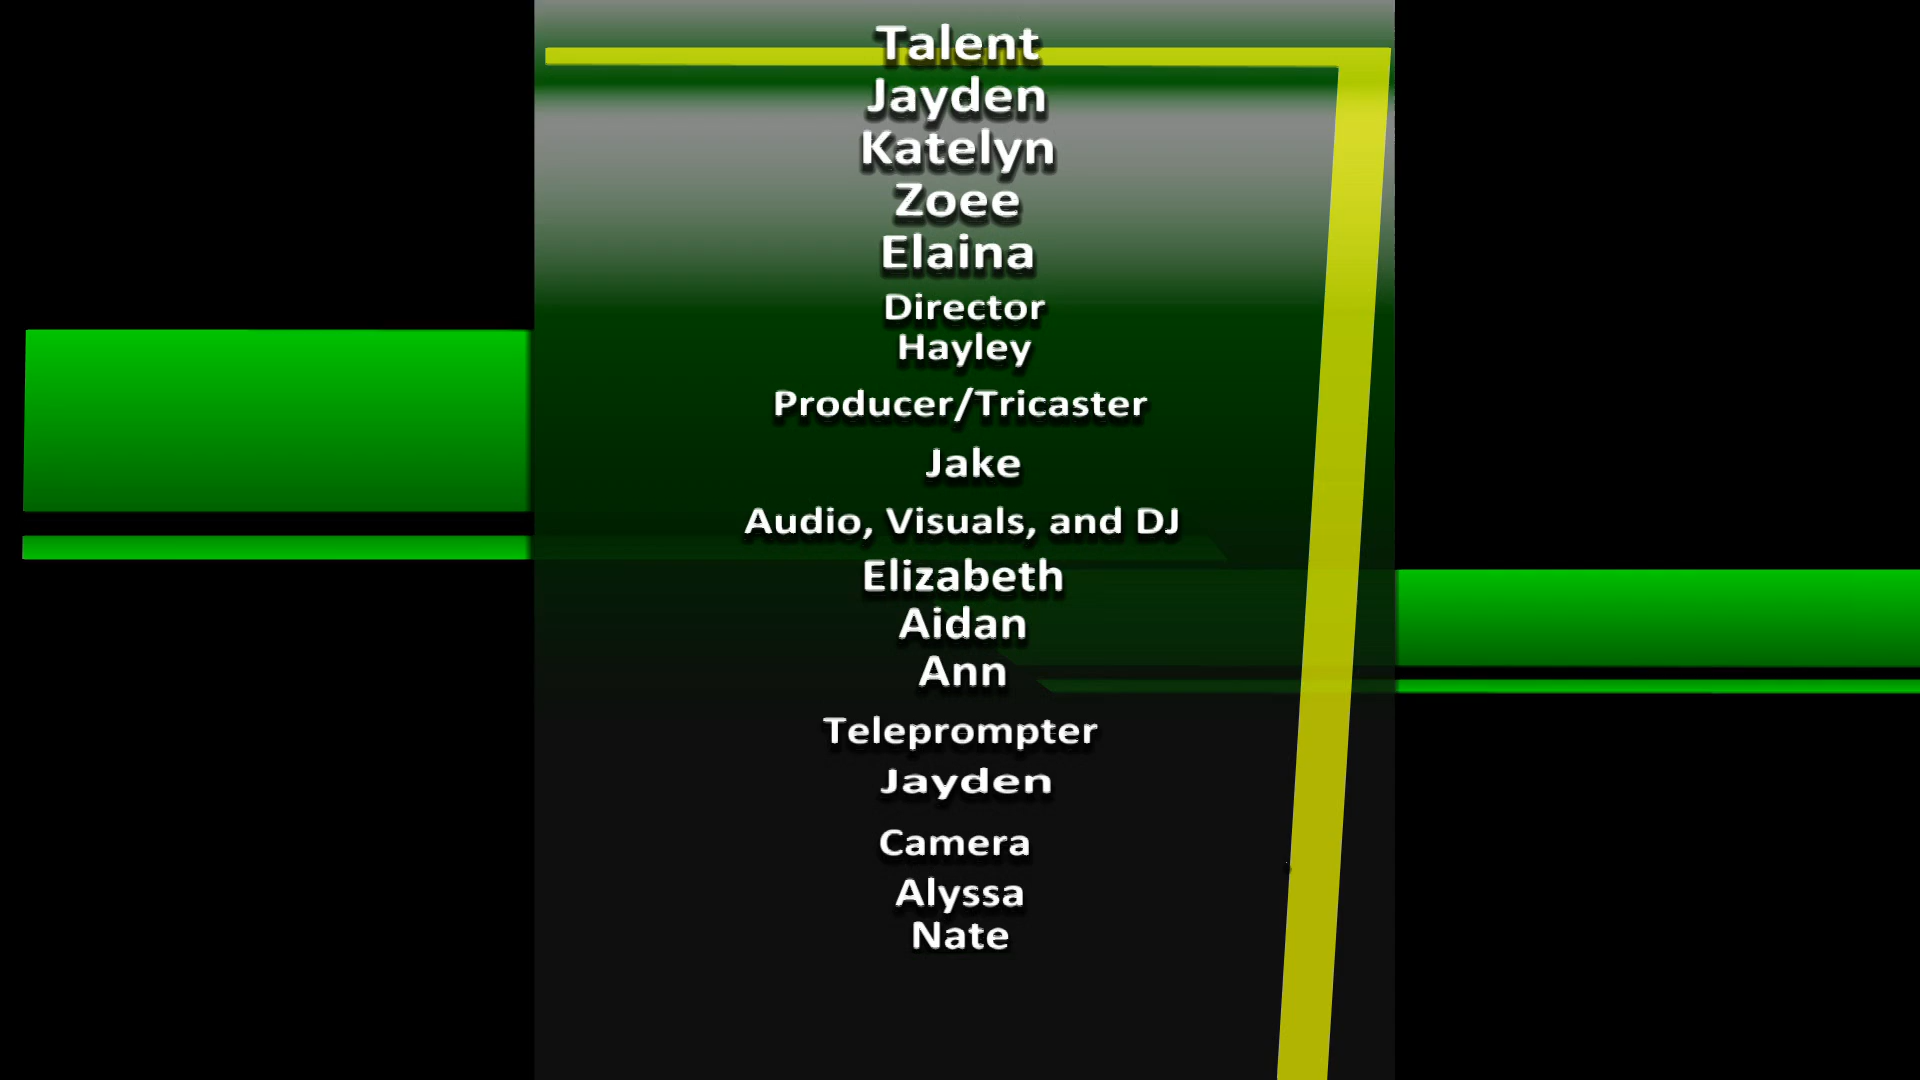 Talent
Jayden
Katelyn
Zoee
Elaina
Director
Hayley
Producer/Tricaster
Jake
Audio, Visuals, and DJ
Elizabeth
Aidan
Ann
Teleprompter
Jayden
Camera
Alyssa
Nate